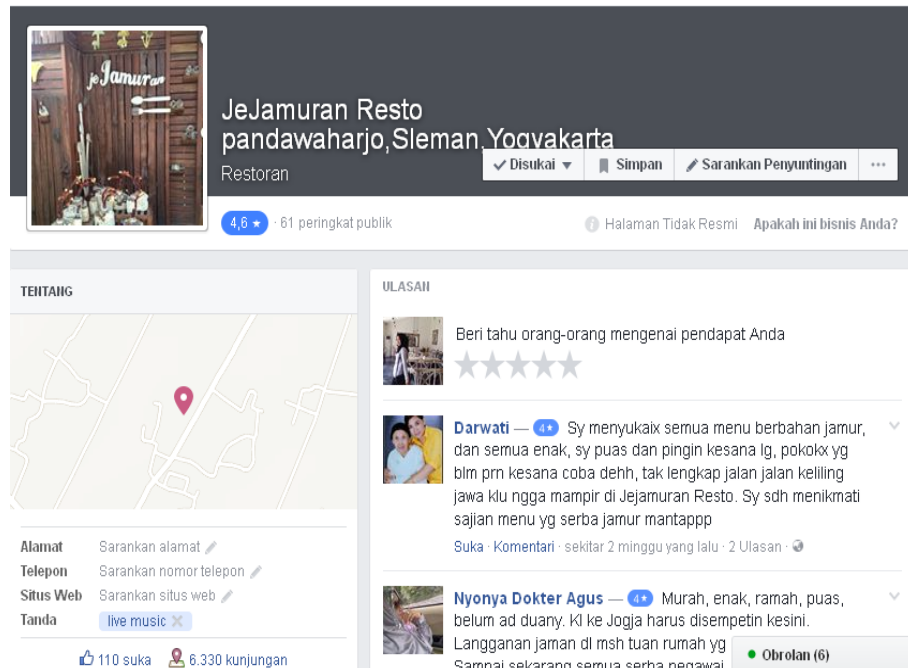 jeJamuran
JeJamuran Resto
pandawaharjo,Sleman,Yogyakarta
Restoran
Disukai
Simpan
Sarankan Penyuntingan
4,6 ★ · 61 peringkat publik
Halaman Tidak Resmi
Apakah ini bisnis Anda?
TENTANG
Alamat Sarankan alamat
Telepon Sarankan nomor telepon
Situs Web Sarankan situs web
Tanda live music
110 suka 6.330 kunjungan
ULASAN
Beri tahu orang-orang mengenai pendapat Anda
Darwati — 4★ Sy menyukaix semua menu berbahan jamur,
dan semua enak, sy puas dan pingin kesana lg, pokokx yg
blm prn kesana coba dehh, tak lengkap jalan jalan keliling
jawa klu ngga mampir di Jejamuran Resto. Sy sdh menikmati
sajian menu yg serba jamur mantappp
Suka · Komentari · sekitar 2 minggu yang lalu · 2 Ulasan ·
Nyonya Dokter Agus — 4★ Murah, enak, ramah, puas,
belum ad duany. Kl ke Jogja harus disempetin kesini.
Langganan jaman dl msh tuan rumah yg
Sampai sekarang semua serba pegawai
Obrolan (6)